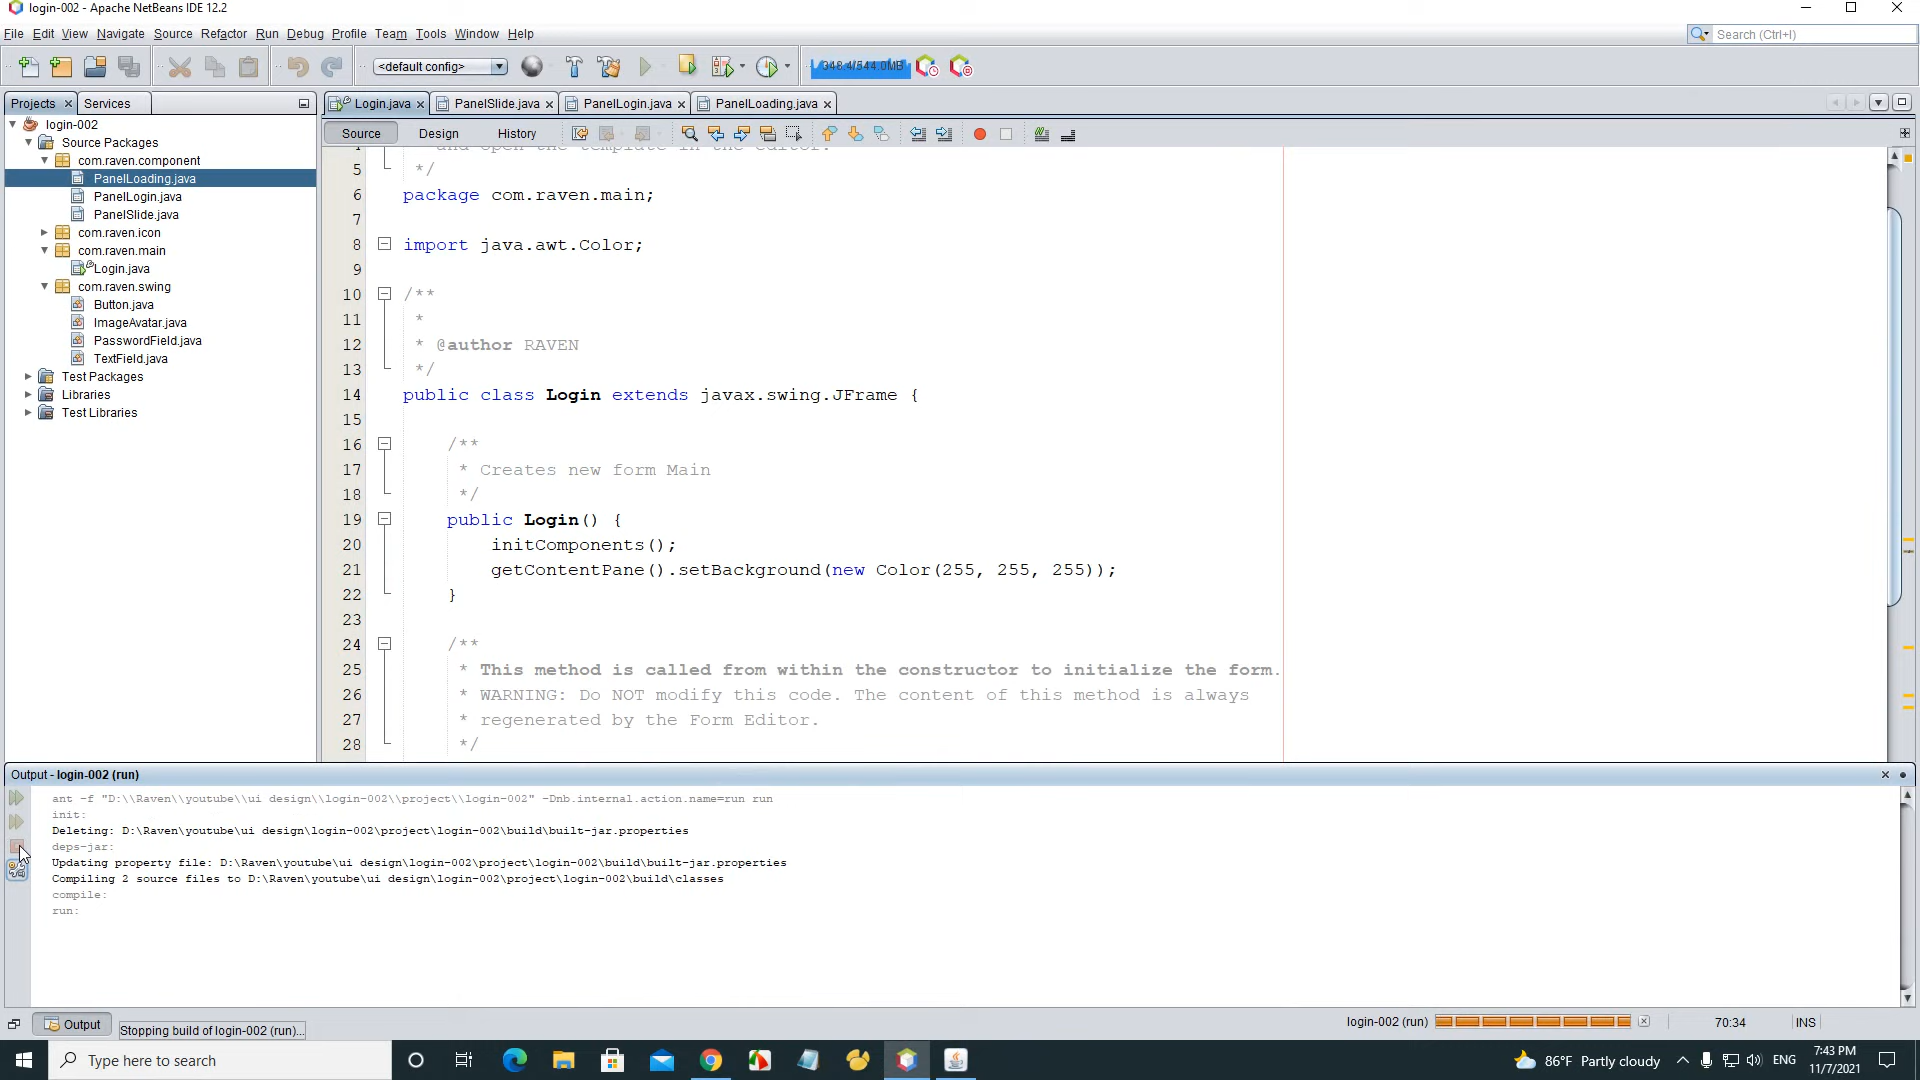 login-002 - Apache NetBeans IDE 12.2
File Edit View Navigate Source Refactor Run Debug Profile Team Tools Window Help
Search (Ctrl+I)
<default config>
348.4/544.0MB
Projects Services
Login.java PanelSlide.java PanelLogin.java PanelLoading.java
Source Design History
login-002
Source Packages
com.raven.component
PanelLoading.java
PanelLogin.java
PanelSlide.java
com.raven.icon
com.raven.main
Login.java
com.raven.swing
Button.java
ImageAvatar.java
PasswordField.java
TextField.java
Test Packages
Libraries
Test Libraries
4 * and open the template in the editor.
5 */
6 package com.raven.main;
7
8 import java.awt.Color;
9
10 /**
11 *
12 * @author RAVEN
13 */
14 public class Login extends javax.swing.JFrame {
15
16 /**
17 * Creates new form Main
18 */
19 public Login() {
20 initComponents();
21 getContentPane().setBackground(new Color(255, 255, 255));
22 }
23
24 /**
25 * This method is called from within the constructor to initialize the form.
26 * WARNING: Do NOT modify this code. The content of this method is always
27 * regenerated by the Form Editor.
28 */
Output - login-002 (run)
ant -f "D:\\Raven\\youtube\\ui design\\login-002\\project\\login-002" -Dnb.internal.action.name=run run
init:
Deleting: D:\Raven\youtube\ui design\login-002\project\login-002\build\built-jar.properties
deps-jar:
Updating property file: D:\Raven\youtube\ui design\login-002\project\login-002\build\built-jar.properties
Compiling 2 source files to D:\Raven\youtube\ui design\login-002\project\login-002\build\classes
compile:
run:
Output
Stopping build of login-002 (run)...
login-002 (run)
70:34 INS
Type here to search
86°F Partly cloudy
ENG
7:43 PM
11/7/2021